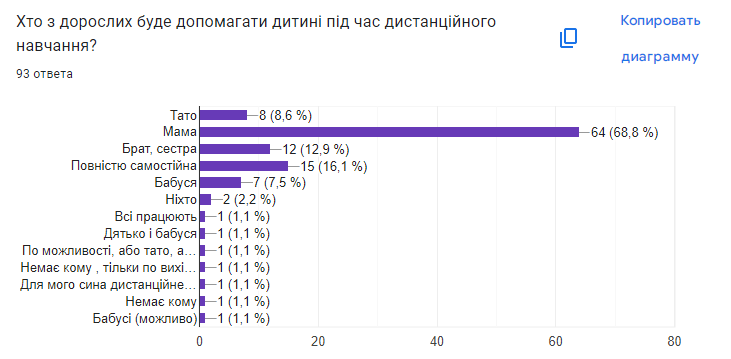 Хто з дорослих буде допомагати дитині під час дистанційного
навчання?
Копировать
диаграмму
93 ответа
Тато 8 (8,6 %)
Мама 64 (68,8 %)
Брат, сестра 12 (12,9 %)
Повністю самостійна 15 (16,1 %)
Бабуся 7 (7,5 %)
Ніхто 2 (2,2 %)
Всі працюють 1 (1,1 %)
Дятько і бабуся 1 (1,1 %)
По можливості, або тато, а… 1 (1,1 %)
Немає кому , тільки по вихі… 1 (1,1 %)
Для мого сина дистанційне… 1 (1,1 %)
Немає кому 1 (1,1 %)
Бабусі (можливо) 1 (1,1 %)
0 20 40 60 80